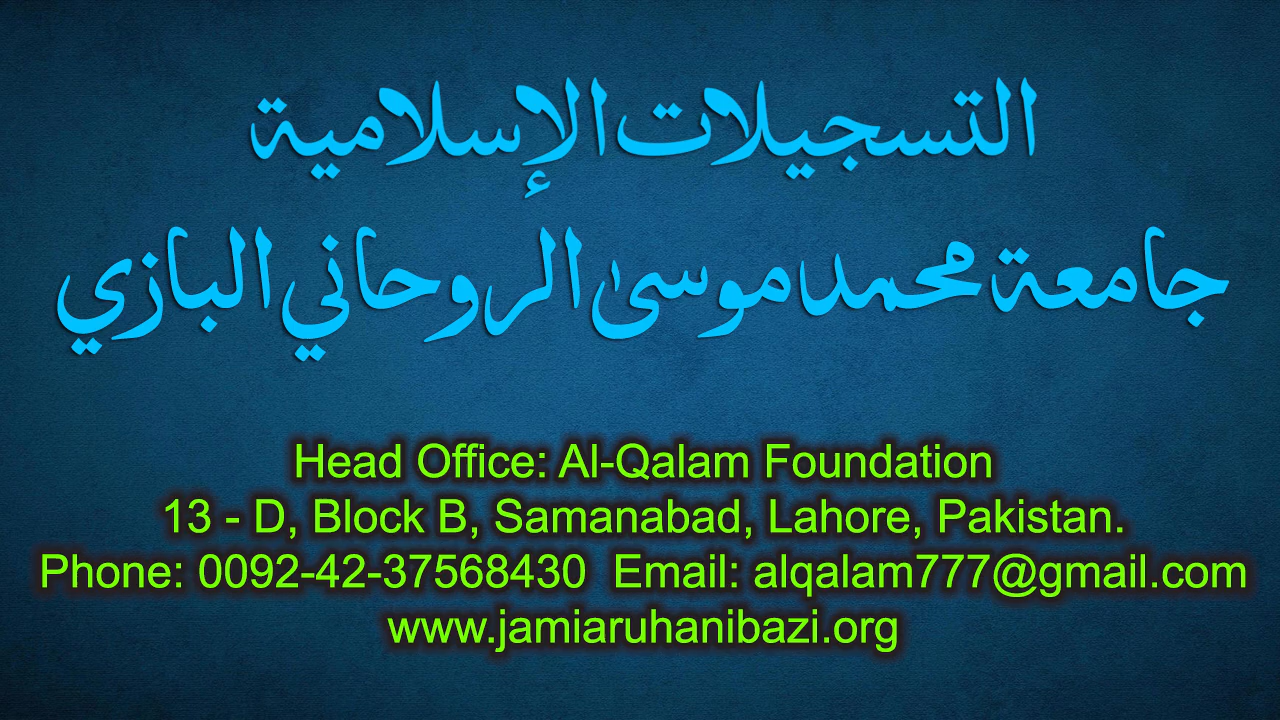 التسجيلات الإسلامية
جامعة محمد موسىٰ الروحاني البازي
Head Office: Al-Qalam Foundation
13 - D, Block B, Samanabad, Lahore, Pakistan.
Phone: 0092-42-37568430 Email: alqalam777@gmail.com
www.jamiaruhanibazi.org